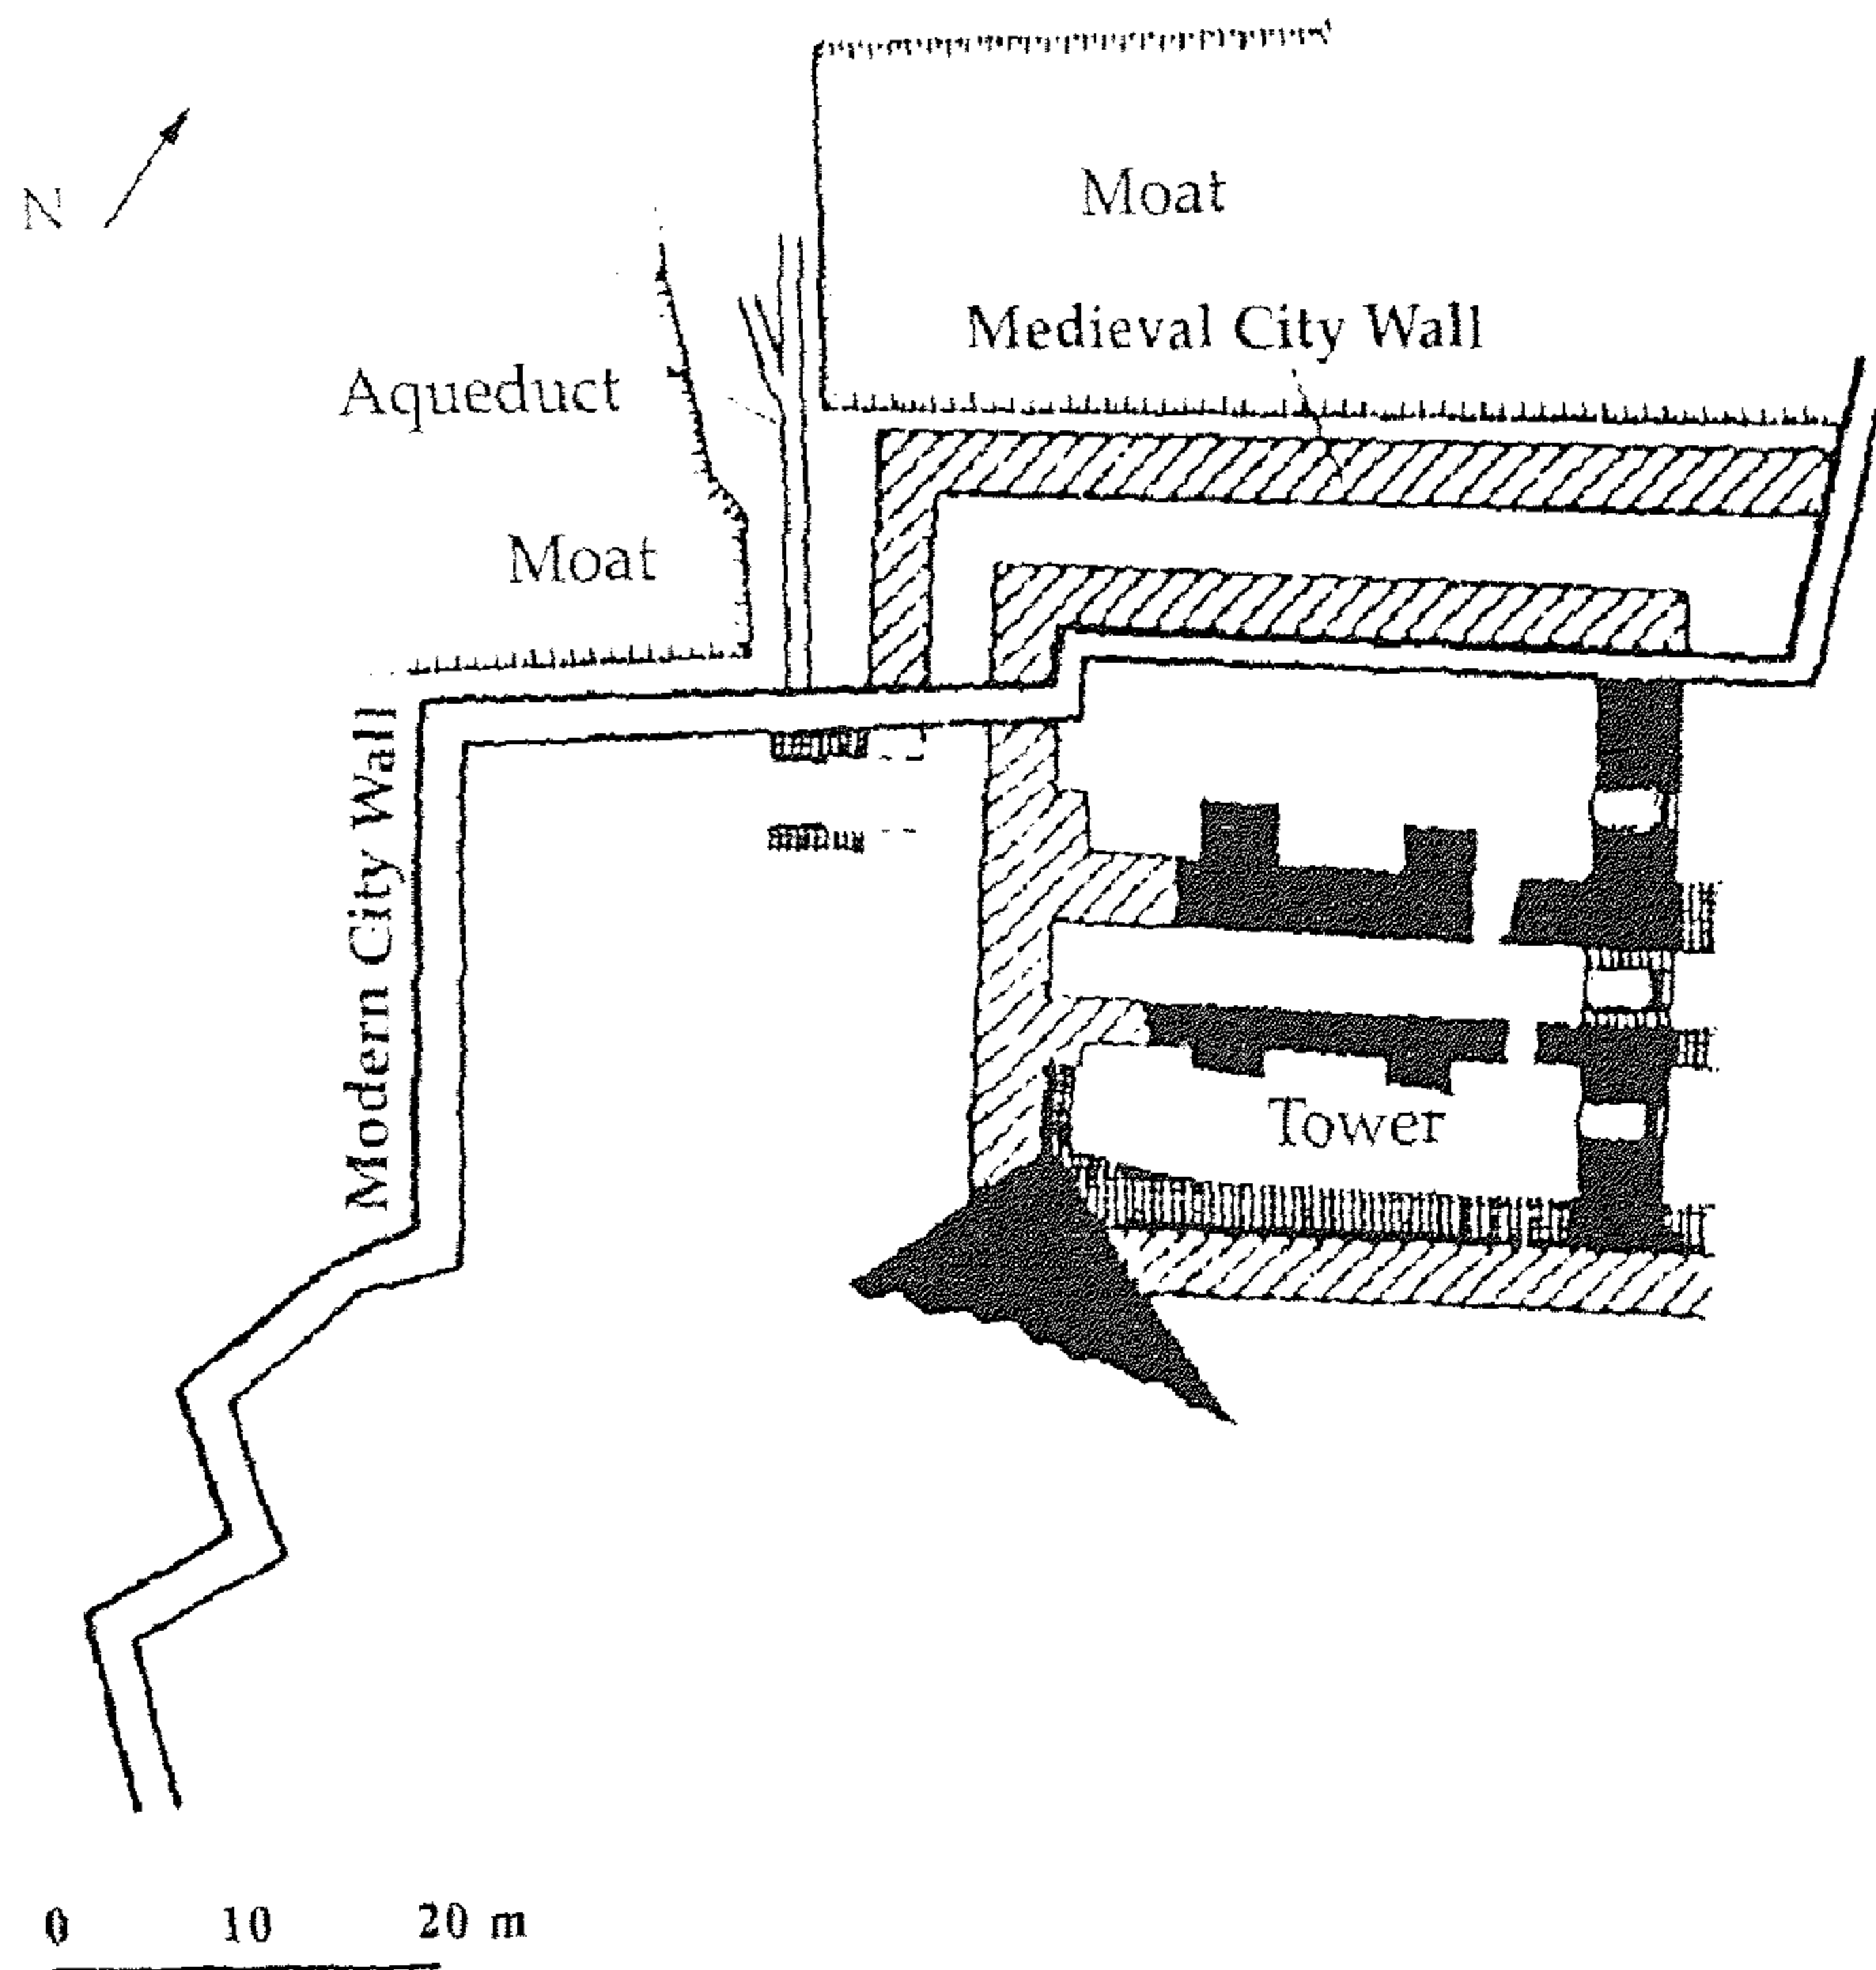 N
Moat
Medieval City Wall
Aqueduct
Moat
Modern City Wall
Tower
0 10 20 m